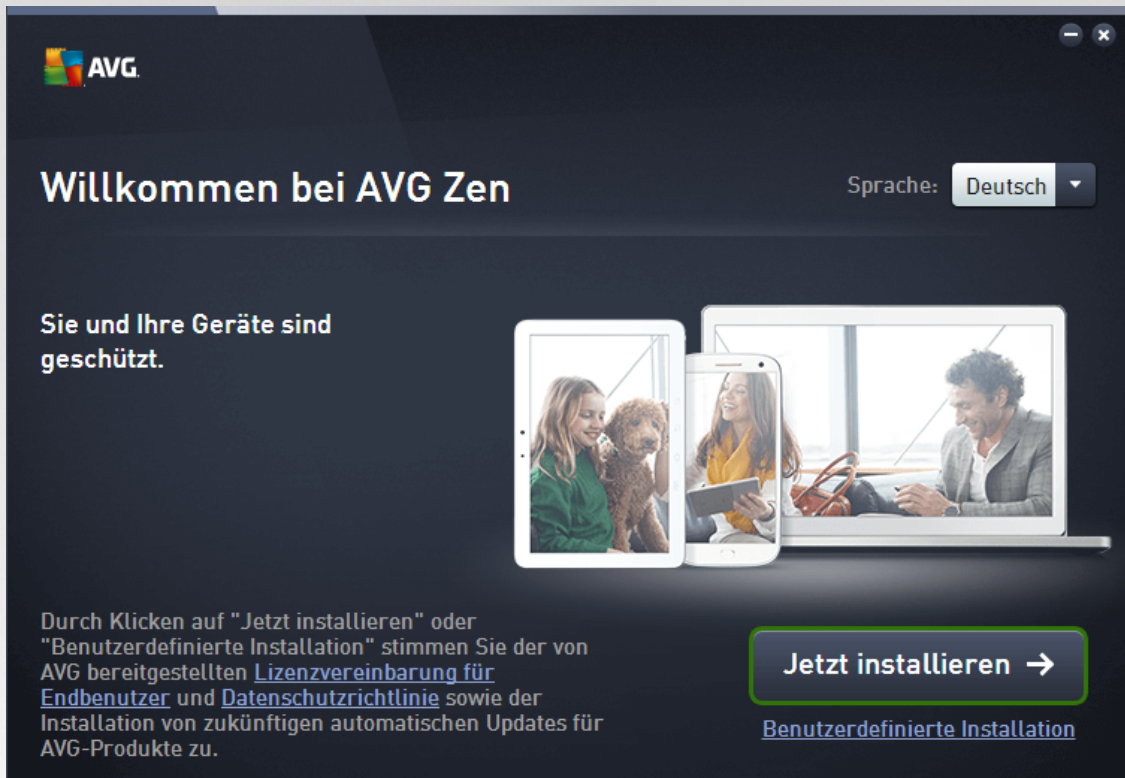 AVG.
Willkommen bei AVG Zen
Sprache:
Deutsch
Sie und Ihre Geräte sind
geschützt.
Durch Klicken auf "Jetzt installieren" oder
"Benutzerdefinierte Installation" stimmen Sie der von
AVG bereitgestellten Lizenzvereinbarung für
Endbenutzer und Datenschutzrichtlinie sowie der
Installation von zukünftigen automatischen Updates für
AVG-Produkte zu.
Jetzt installieren →
Benutzerdefinierte Installation